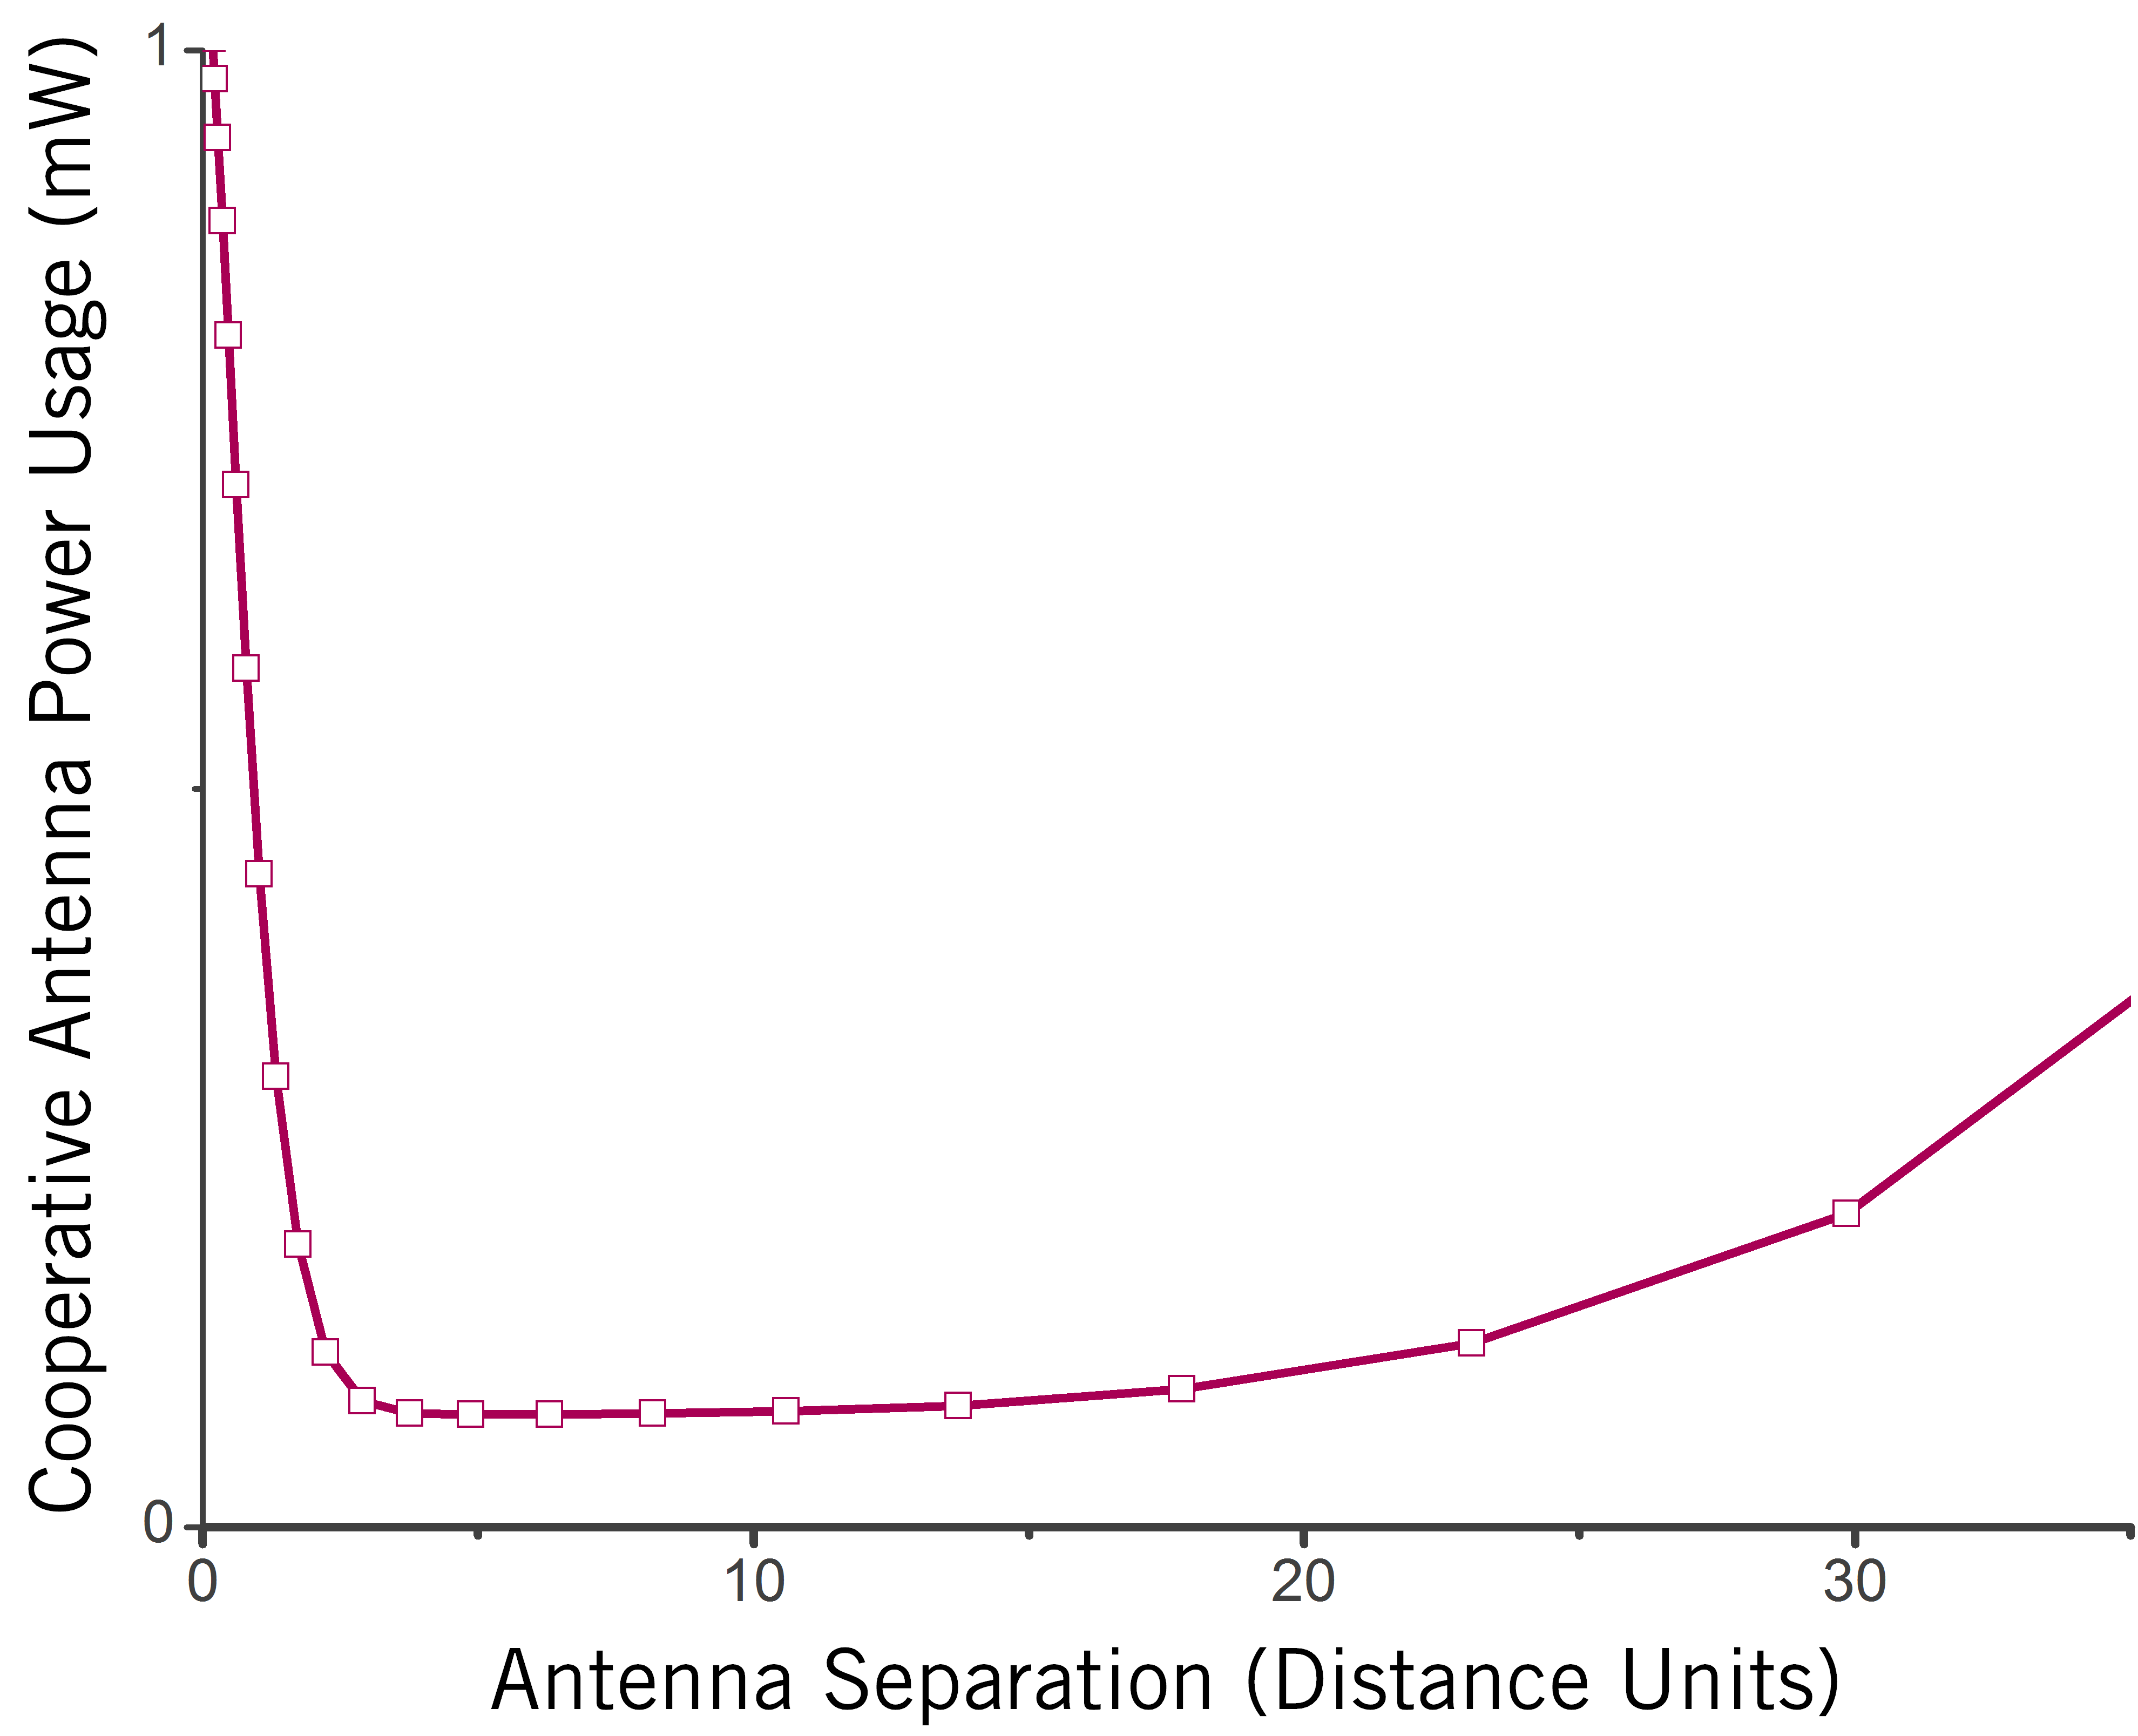 Cooperative Antenna Power Usage (mW)
1
0
0 10 20 30
Antenna Separation (Distance Units)